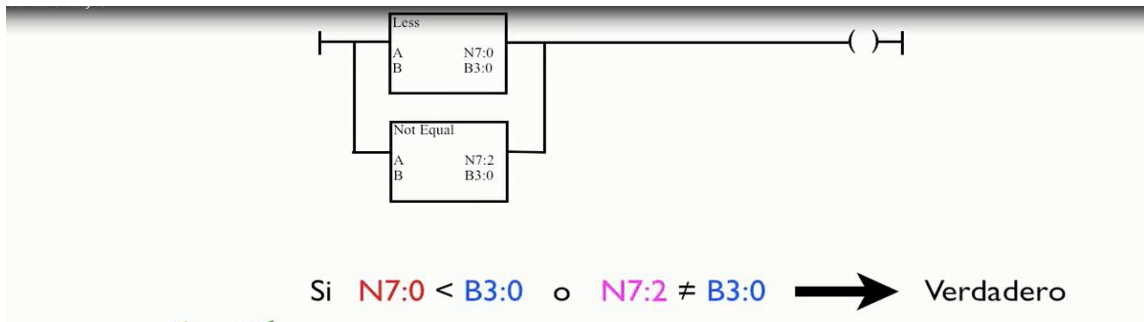 Less
A N7:0
B B3:0
Not Equal
A N7:2
B B3:0
Si N7:0 < B3:0 o N7:2 ≠ B3:0 Verdadero